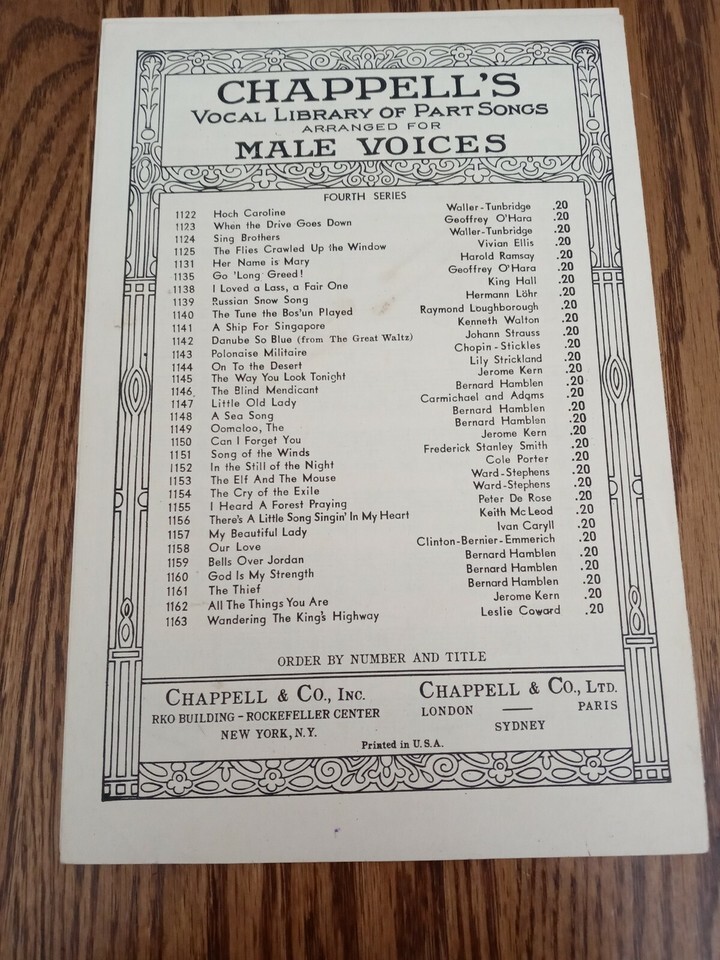 CHAPPELL'S
VOCAL LIBRARY OF PART SONGS
ARRANGED FOR
MALE VOICES
FOURTH SERIES
1122 Hoch Caroline Waller-Tunbridge .20
1123 When the Drive Goes Down Geoffrey O'Hara .20
1124 Sing Brothers Waller-Tunbridge .20
1125 The Flies Crawled Up the Window Vivian Ellis .20
1131 Her Name is Mary Harold Ramsay .20
1135 Go 'Long Greed! Geoffrey O'Hara .20
1138 I Loved a Lass, a Fair One King Hall .20
1139 Russian Snow Song Hermann Löhr .20
1140 The Tune the Bos'un Played Raymond Loughborough .20
1141 A Ship For Singapore Kenneth Walton .20
1142 Danube So Blue (from The Great Waltz) Johann Strauss .20
1143 Polonaise Militaire Chopin-Stickles .20
1144 On To the Desert Lily Strickland .20
1145 The Way You Look Tonight Jerome Kern .20
1146 The Blind Mendicant Bernard Hamblen .20
1147 Little Old Lady Carmichael and Adams .20
1148 A Sea Song Bernard Hamblen .20
1149 Oomaloo, The Bernard Hamblen .20
1150 Can I Forget You Jerome Kern .20
1151 Song of the Winds Frederick Stanley Smith .20
1152 In the Still of the Night Cole Porter .20
1153 The Elf And The Mouse Ward-Stephens .20
1154 The Cry of the Exile Ward-Stephens .20
1155 I Heard A Forest Praying Peter De Rose .20
1156 There's A Little Song Singin' In My Heart Keith McLeod .20
1157 My Beautiful Lady Ivan Caryll .20
1158 Our Love Clinton-Bernier-Emmerich .20
1159 Bells Over Jordan Bernard Hamblen .20
1160 God Is My Strength Bernard Hamblen .20
1161 The Thief Bernard Hamblen .20
1162 All The Things You Are Jerome Kern .20
1163 Wandering The King's Highway Leslie Coward .20
ORDER BY NUMBER AND TITLE
CHAPPELL & CO., INC.
RKO BUILDING - ROCKEFELLER CENTER
NEW YORK, N.Y.
CHAPPELL & CO., LTD.
LONDON — PARIS
SYDNEY
Printed in U.S.A.